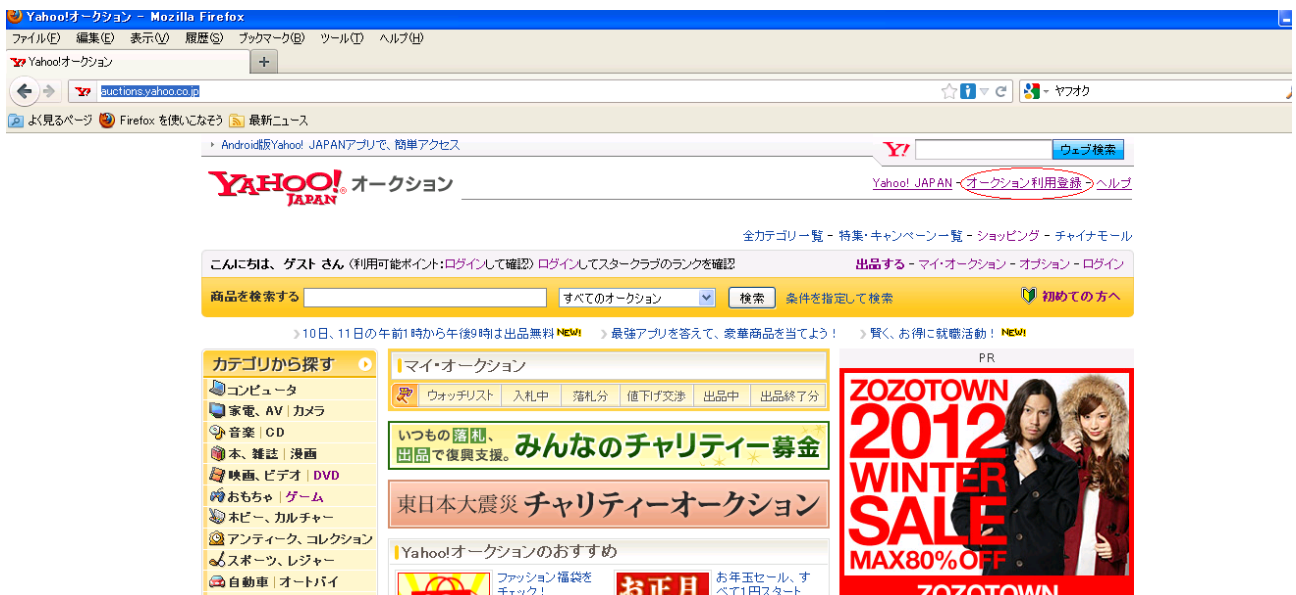 Yahoo!オークション - Mozilla Firefox
ファイル(F) 編集(E) 表示(V) 履歴(S) ブックマーク(B) ツール(T) ヘルプ(H)
Yahoo!オークション +
auctions.yahoo.co.jp ヤフオク
よく見るページ Firefox を使いこなそう 最新ニュース
Android版Yahoo! JAPANアプリで、簡単アクセス
Y! ウェブ検索
YAHOO! JAPAN オークション
Yahoo! JAPAN - オークション利用登録 - ヘルプ
全カテゴリ一覧 - 特集・キャンペーン一覧 - ショッピング - チャイナモール
こんにちは、ゲスト さん (利用可能ポイント:ログインして確認) ログインしてスタークラブのランクを確認
出品する - マイ・オークション - オプション - ログイン
商品を検索する すべてのオークション 検索 条件を指定して検索 初めての方へ
10日、11日の午前1時から午後9時は出品無料 NEW! 最強アプリを答えて、豪華商品を当てよう! 賢く、お得に就職活動! NEW!
カテゴリから探す
コンピュータ
家電、AV | カメラ
音楽 | CD
本、雑誌 | 漫画
映画、ビデオ | DVD
おもちゃ | ゲーム
ホビー、カルチャー
アンティーク、コレクション
スポーツ、レジャー
自動車 | オートバイ
マイ・オークション
ウォッチリスト 入札中 落札分 値下げ交渉 出品中 出品終了分
いつもの落札、
出品で復興支援。 みんなのチャリティー募金
東日本大震災 チャリティーオークション
Yahoo!オークションのおすすめ
ファッション福袋を
チェック!
お正月
お年玉セール、す
べて1円スタート
PR
ZOZOTOWN
2012
WINTER
SALE
MAX80%OFF
ZOZOTOWN